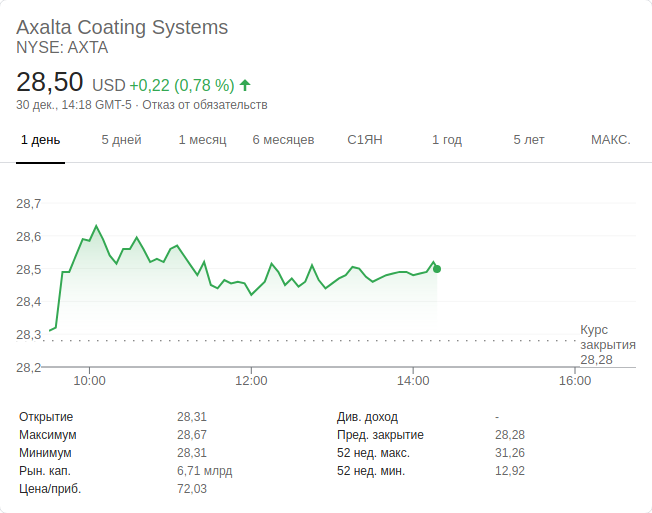 Axalta Coating Systems
NYSE: AXTA
28,50 USD +0,22 (0,78 %)
30 дек., 14:18 GMT-5 · Отказ от обязательств
1 день 5 дней 1 месяц 6 месяцев С1ЯН 1 год 5 лет МАКС.
28,7
28,6
28,5
28,4
28,3
28,2
Курс
закрытия
28,28
10:00 12:00 14:00 16:00
Открытие 28,31 Див. доход -
Максимум 28,67 Пред. закрытие 28,28
Минимум 28,31 52 нед. макс. 31,26
Рын. кап. 6,71 млрд 52 нед. мин. 12,92
Цена/приб. 72,03